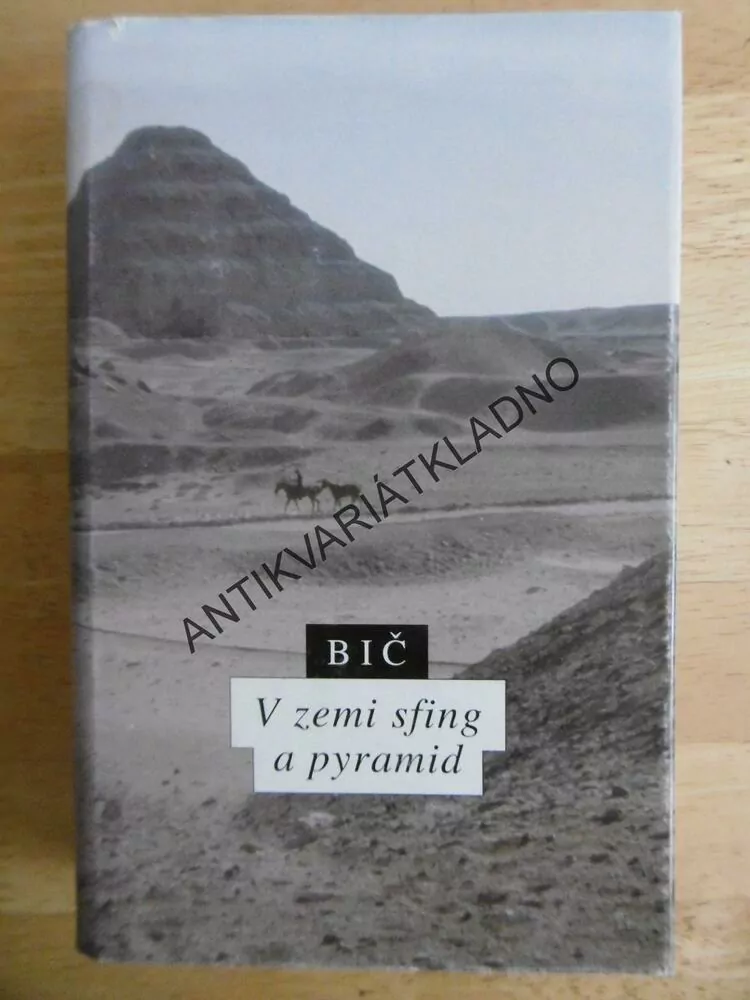 ANTIKVARIÁTKLADNO
BIČ
V zemi sfing
a pyramid